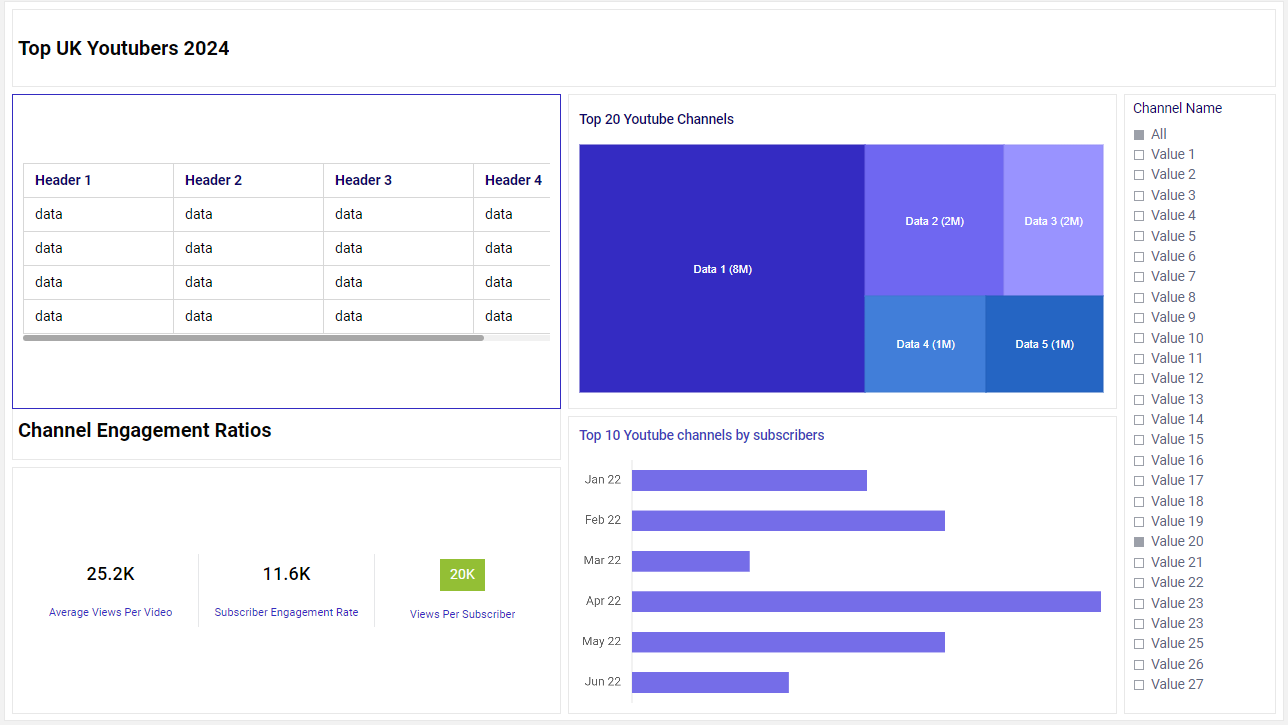 Top UK Youtubers 2024
Header 1 Header 2 Header 3 Header 4
data data data data
data data data data
data data data data
data data data data
Channel Engagement Ratios
25.2K
Average Views Per Video
11.6K
Subscriber Engagement Rate
20K
Views Per Subscriber
Top 20 Youtube Channels
Data 1 (8M)
Data 2 (2M)
Data 3 (2M)
Data 4 (1M)
Data 5 (1M)
Top 10 Youtube channels by subscribers
Jan 22
Feb 22
Mar 22
Apr 22
May 22
Jun 22
Channel Name
All
Value 1
Value 2
Value 3
Value 4
Value 5
Value 6
Value 7
Value 8
Value 9
Value 10
Value 11
Value 12
Value 13
Value 14
Value 15
Value 16
Value 17
Value 18
Value 19
Value 20
Value 21
Value 22
Value 23
Value 23
Value 25
Value 26
Value 27